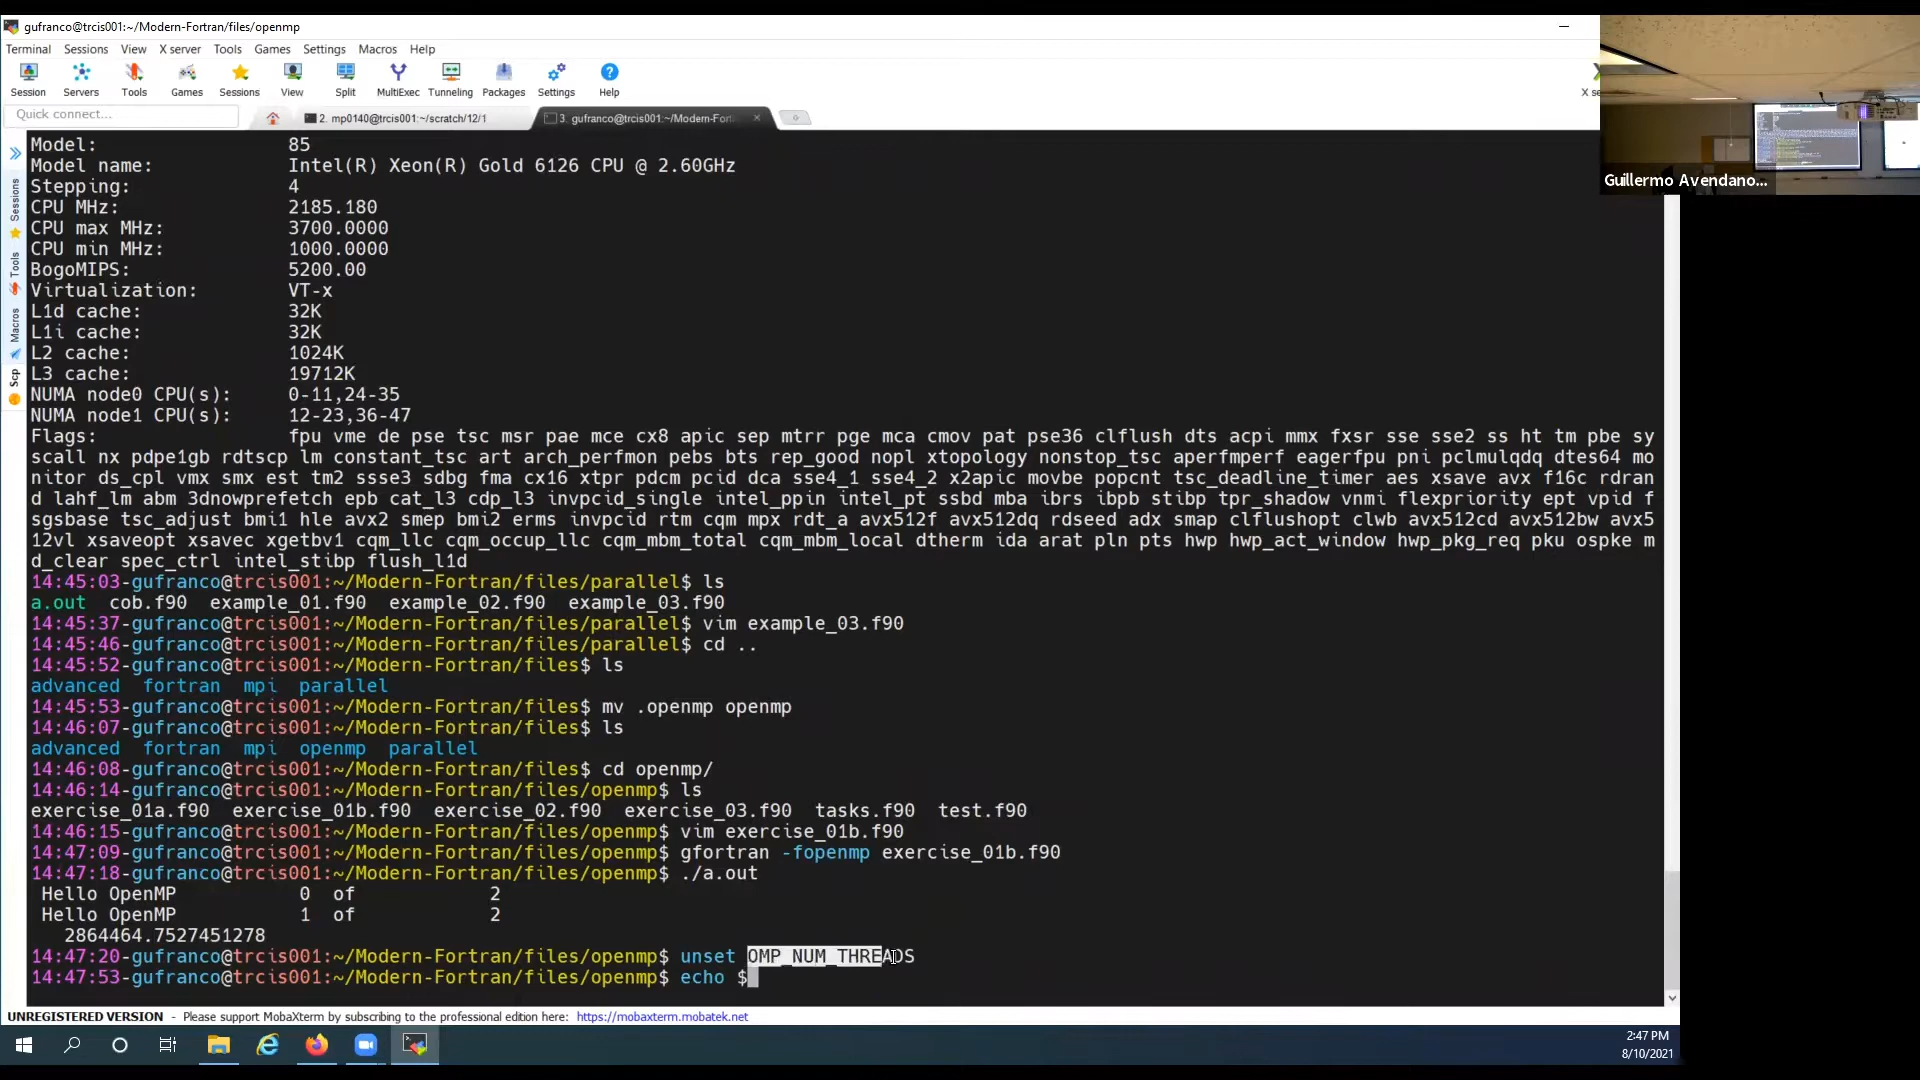 gufranco@trcis001:~/Modern-Fortran/files/openmp
Terminal Sessions View X server Tools Games Settings Macros Help
Session Servers Tools Games Sessions View Split MultiExec Tunneling Packages Settings Help
Quick connect...
2. mp0140@trcis001:~/scratch/12/1
3. gufranco@trcis001:~/Modern-Fort
Guillermo Avendano...
Sessions
Tools
Macros
Scp
Model: 85
Model name: Intel(R) Xeon(R) Gold 6126 CPU @ 2.60GHz
Stepping: 4
CPU MHz: 2185.180
CPU max MHz: 3700.0000
CPU min MHz: 1000.0000
BogoMIPS: 5200.00
Virtualization: VT-x
L1d cache: 32K
L1i cache: 32K
L2 cache: 1024K
L3 cache: 19712K
NUMA node0 CPU(s): 0-11,24-35
NUMA node1 CPU(s): 12-23,36-47
Flags: fpu vme de pse tsc msr pae mce cx8 apic sep mtrr pge mca cmov pat pse36 clflush dts acpi mmx fxsr sse sse2 ss ht tm pbe sy
scall nx pdpe1gb rdtscp lm constant_tsc art arch_perfmon pebs bts rep_good nopl xtopology nonstop_tsc aperfmperf eagerfpu pni pclmulqdq dtes64 mo
nitor ds_cpl vmx smx est tm2 ssse3 sdbg fma cx16 xtpr pdcm pcid dca sse4_1 sse4_2 x2apic movbe popcnt tsc_deadline_timer aes xsave avx f16c rdran
d lahf_lm abm 3dnowprefetch epb cat_l3 cdp_l3 invpcid_single intel_ppin intel_pt ssbd mba ibrs ibpb stibp tpr_shadow vnmi flexpriority ept vpid f
sgsbase tsc_adjust bmi1 hle avx2 smep bmi2 erms invpcid rtm cqm mpx rdt_a avx512f avx512dq rdseed adx smap clflushopt clwb avx512cd avx512bw avx5
12vl xsaveopt xsavec xgetbv1 cqm_llc cqm_occup_llc cqm_mbm_total cqm_mbm_local dtherm ida arat pln pts hwp hwp_act_window hwp_pkg_req pku ospke m
d_clear spec_ctrl intel_stibp flush_l1d
14:45:03-gufranco@trcis001:~/Modern-Fortran/files/parallel$ ls
a.out cob.f90 example_01.f90 example_02.f90 example_03.f90
14:45:37-gufranco@trcis001:~/Modern-Fortran/files/parallel$ vim example_03.f90
14:45:46-gufranco@trcis001:~/Modern-Fortran/files/parallel$ cd ..
14:45:52-gufranco@trcis001:~/Modern-Fortran/files$ ls
advanced fortran mpi parallel
14:45:53-gufranco@trcis001:~/Modern-Fortran/files$ mv .openmp openmp
14:46:07-gufranco@trcis001:~/Modern-Fortran/files$ ls
advanced fortran mpi openmp parallel
14:46:08-gufranco@trcis001:~/Modern-Fortran/files$ cd openmp/
14:46:14-gufranco@trcis001:~/Modern-Fortran/files/openmp$ ls
exercise_01a.f90 exercise_01b.f90 exercise_02.f90 exercise_03.f90 tasks.f90 test.f90
14:46:15-gufranco@trcis001:~/Modern-Fortran/files/openmp$ vim exercise_01b.f90
14:47:09-gufranco@trcis001:~/Modern-Fortran/files/openmp$ gfortran -fopenmp exercise_01b.f90
14:47:18-gufranco@trcis001:~/Modern-Fortran/files/openmp$ ./a.out
Hello OpenMP 0 of 2
Hello OpenMP 1 of 2
2864464.7527451278
14:47:20-gufranco@trcis001:~/Modern-Fortran/files/openmp$ unset OMP_NUM_THREADS
14:47:53-gufranco@trcis001:~/Modern-Fortran/files/openmp$ echo $
UNREGISTERED VERSION - Please support MobaXterm by subscribing to the professional edition here: https://mobaxterm.mobatek.net
2:47 PM
8/10/2021